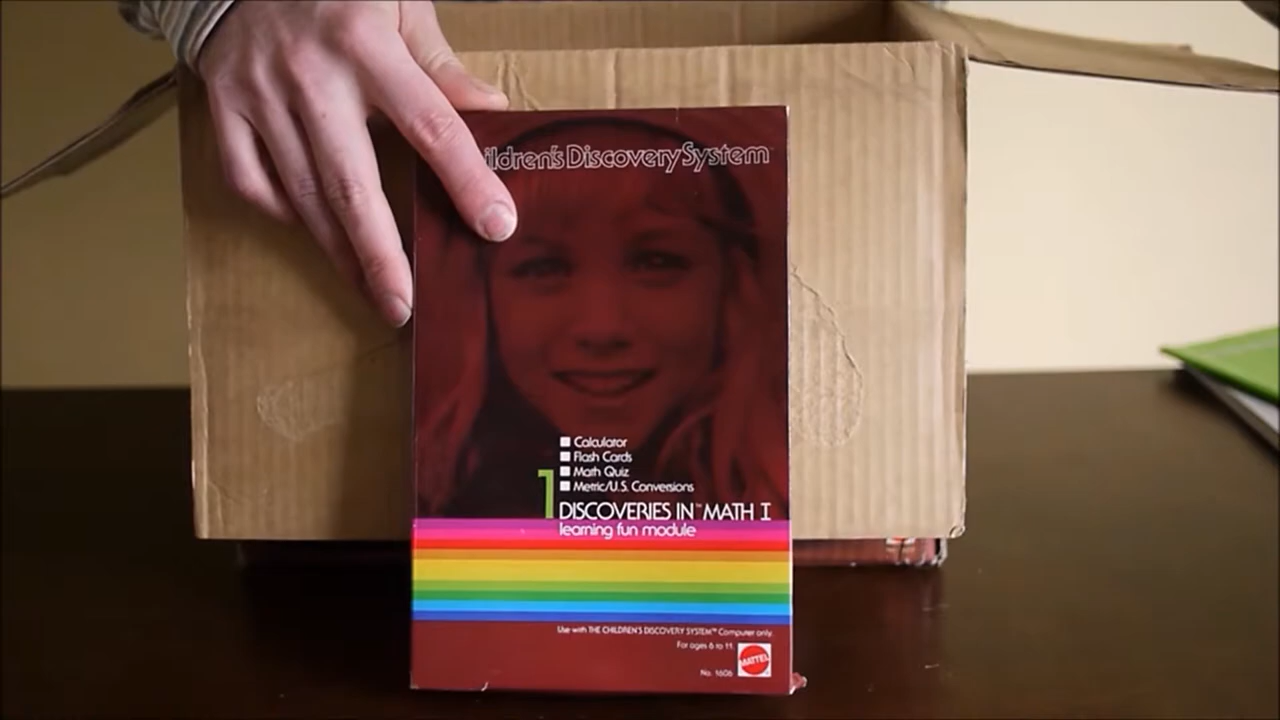 ildren's Discovery System™
Calculator
Flash Cards
Math Quiz
Metric/U.S. Conversions
1
DISCOVERIES IN™ MATH I
learning fun module
Use with THE CHILDREN'S DISCOVERY SYSTEM™ Computer only.
For ages 6 to 11.
MATTEL
No. 1606